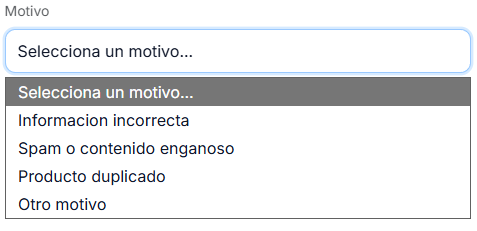 Motivo
Selecciona un motivo...
Selecciona un motivo...
Informacion incorrecta
Spam o contenido enganoso
Producto duplicado
Otro motivo